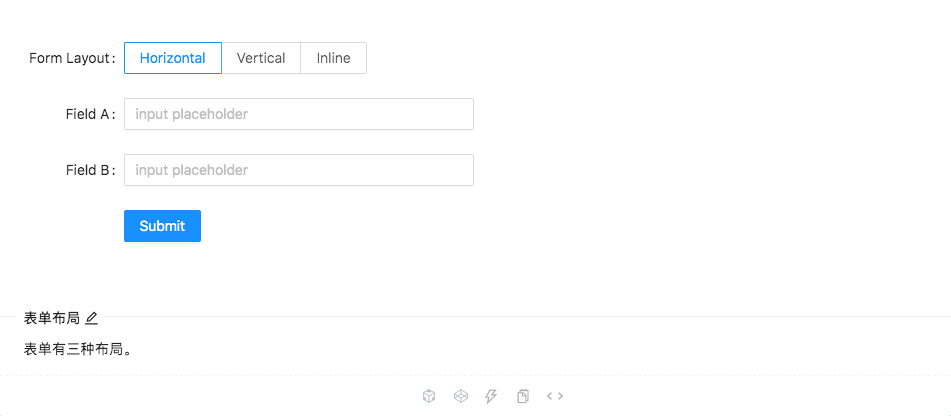 Form Layout: Horizontal Vertical Inline
Field A: input placeholder
Field B: input placeholder
Submit
表单布局
表单有三种布局。